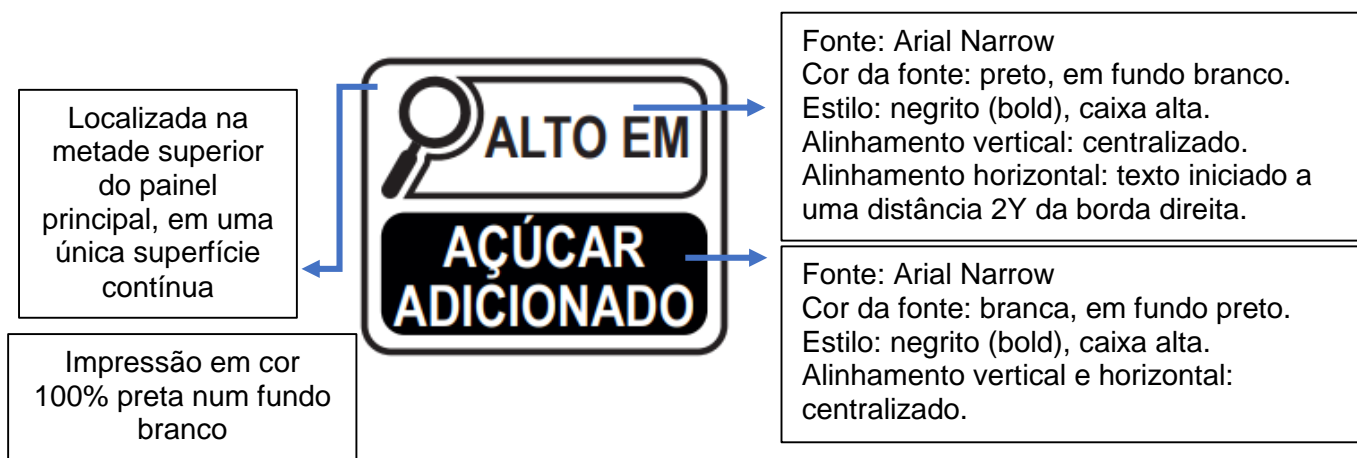 Localizada na
metade superior
do painel
principal, em uma
única superfície
contínua
Impressão em cor
100% preta num fundo
branco
ALTO EM
AÇÚCAR
ADICIONADO
Fonte: Arial Narrow
Cor da fonte: preto, em fundo branco.
Estilo: negrito (bold), caixa alta.
Alinhamento vertical: centralizado.
Alinhamento horizontal: texto iniciado a
uma distância 2Y da borda direita.
Fonte: Arial Narrow
Cor da fonte: branca, em fundo preto.
Estilo: negrito (bold), caixa alta.
Alinhamento vertical e horizontal:
centralizado.